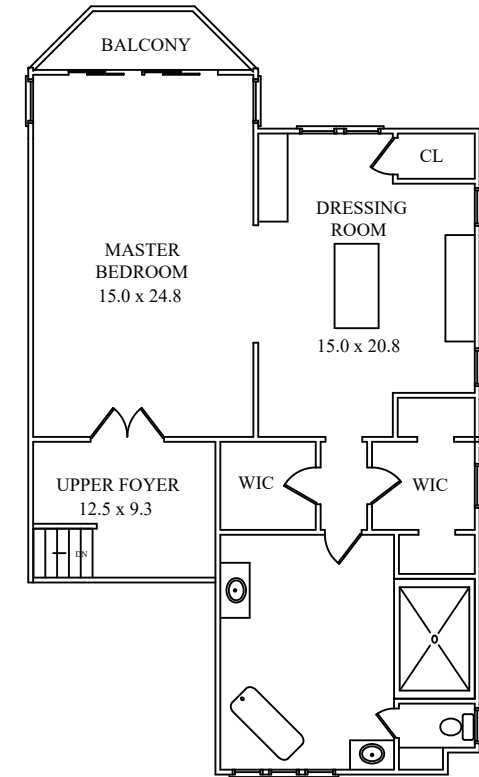 BALCONY
CL
DRESSING
ROOM
15.0 x 20.8
MASTER
BEDROOM
15.0 x 24.8
UPPER FOYER
12.5 x 9.3
DN
WIC
WIC